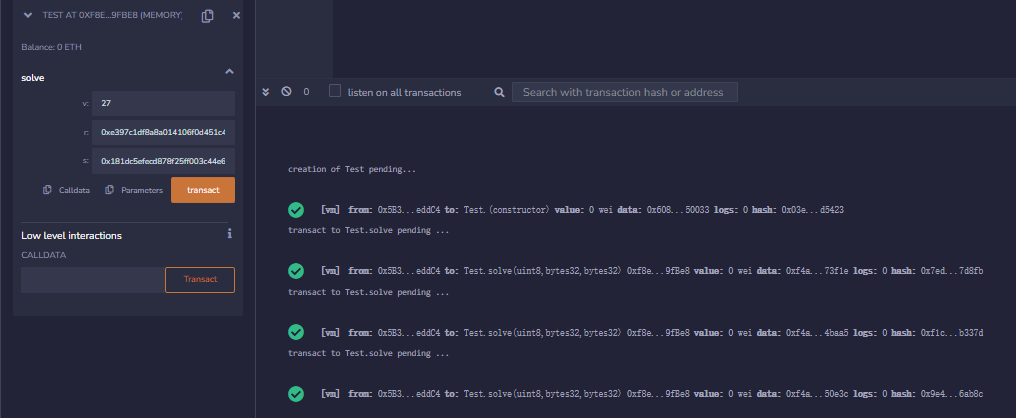 TEST AT 0XF8E...9FBE8 (MEMORY)
Balance: 0 ETH
solve
v: 27
r: 0xe397c1df8a8a014106f0d451c4
s: 0x181dc5efecd878f25ff003c44e6
Calldata Parameters transact
Low level interactions
CALLDATA
Transact
0 listen on all transactions Search with transaction hash or address
creation of Test pending...
[vm] from: 0x5B3...eddC4 to: Test.(constructor) value: 0 wei data: 0x608...50033 logs: 0 hash: 0x03e...d5423
transact to Test.solve pending ...
[vm] from: 0x5B3...eddC4 to: Test.solve(uint8,bytes32,bytes32) 0xf8e...9fBe8 value: 0 wei data: 0xf4a...73f1e logs: 0 hash: 0x7ed...7d8fb
transact to Test.solve pending ...
[vm] from: 0x5B3...eddC4 to: Test.solve(uint8,bytes32,bytes32) 0xf8e...9fBe8 value: 0 wei data: 0xf4a...4baa5 logs: 0 hash: 0xf1c...b337d
transact to Test.solve pending ...
[vm] from: 0x5B3...eddC4 to: Test.solve(uint8,bytes32,bytes32) 0xf8e...9fBe8 value: 0 wei data: 0xf4a...50e3c logs: 0 hash: 0x9e4...6ab8c